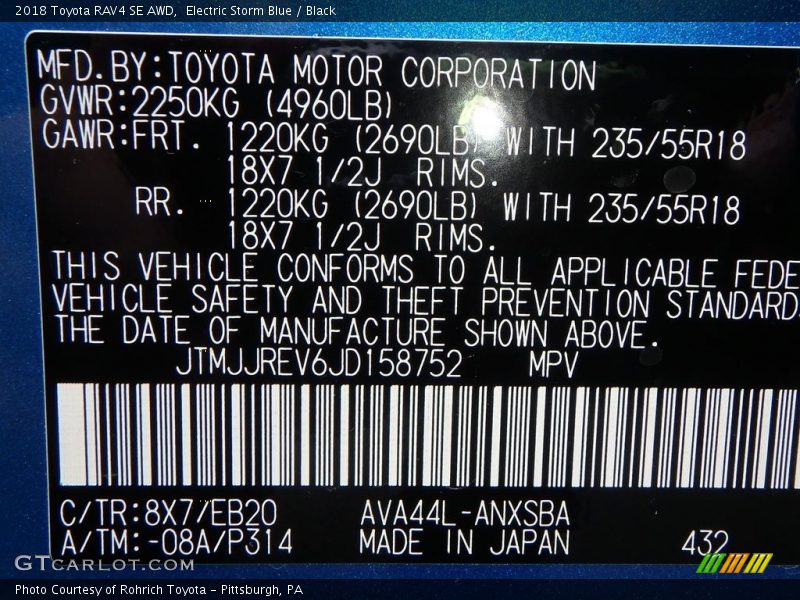 2018 Toyota RAV4 SE AWD,  Electric Storm Blue / Black
MFD.BY:TOYOTA MOTOR CORPORATION
GVWR:2250KG (4960LB)
GAWR:FRT. 1220KG (2690LB) WITH 235/55R18
18X7 1/2J RIMS.
RR. 1220KG (2690LB) WITH 235/55R18
18X7 1/2J RIMS.
THIS VEHICLE CONFORMS TO ALL APPLICABLE FEDE
VEHICLE SAFETY AND THEFT PREVENTION STANDARD
THE DATE OF MANUFACTURE SHOWN ABOVE.
JTMJJREV6JD158752 MPV
C/TR:8X7/EB20 AVA44L-ANXSBA
A/TM:-08A/P314 MADE IN JAPAN 432
GTCARLOT.COM
Photo Courtesy of Rohrich Toyota - Pittsburgh, PA